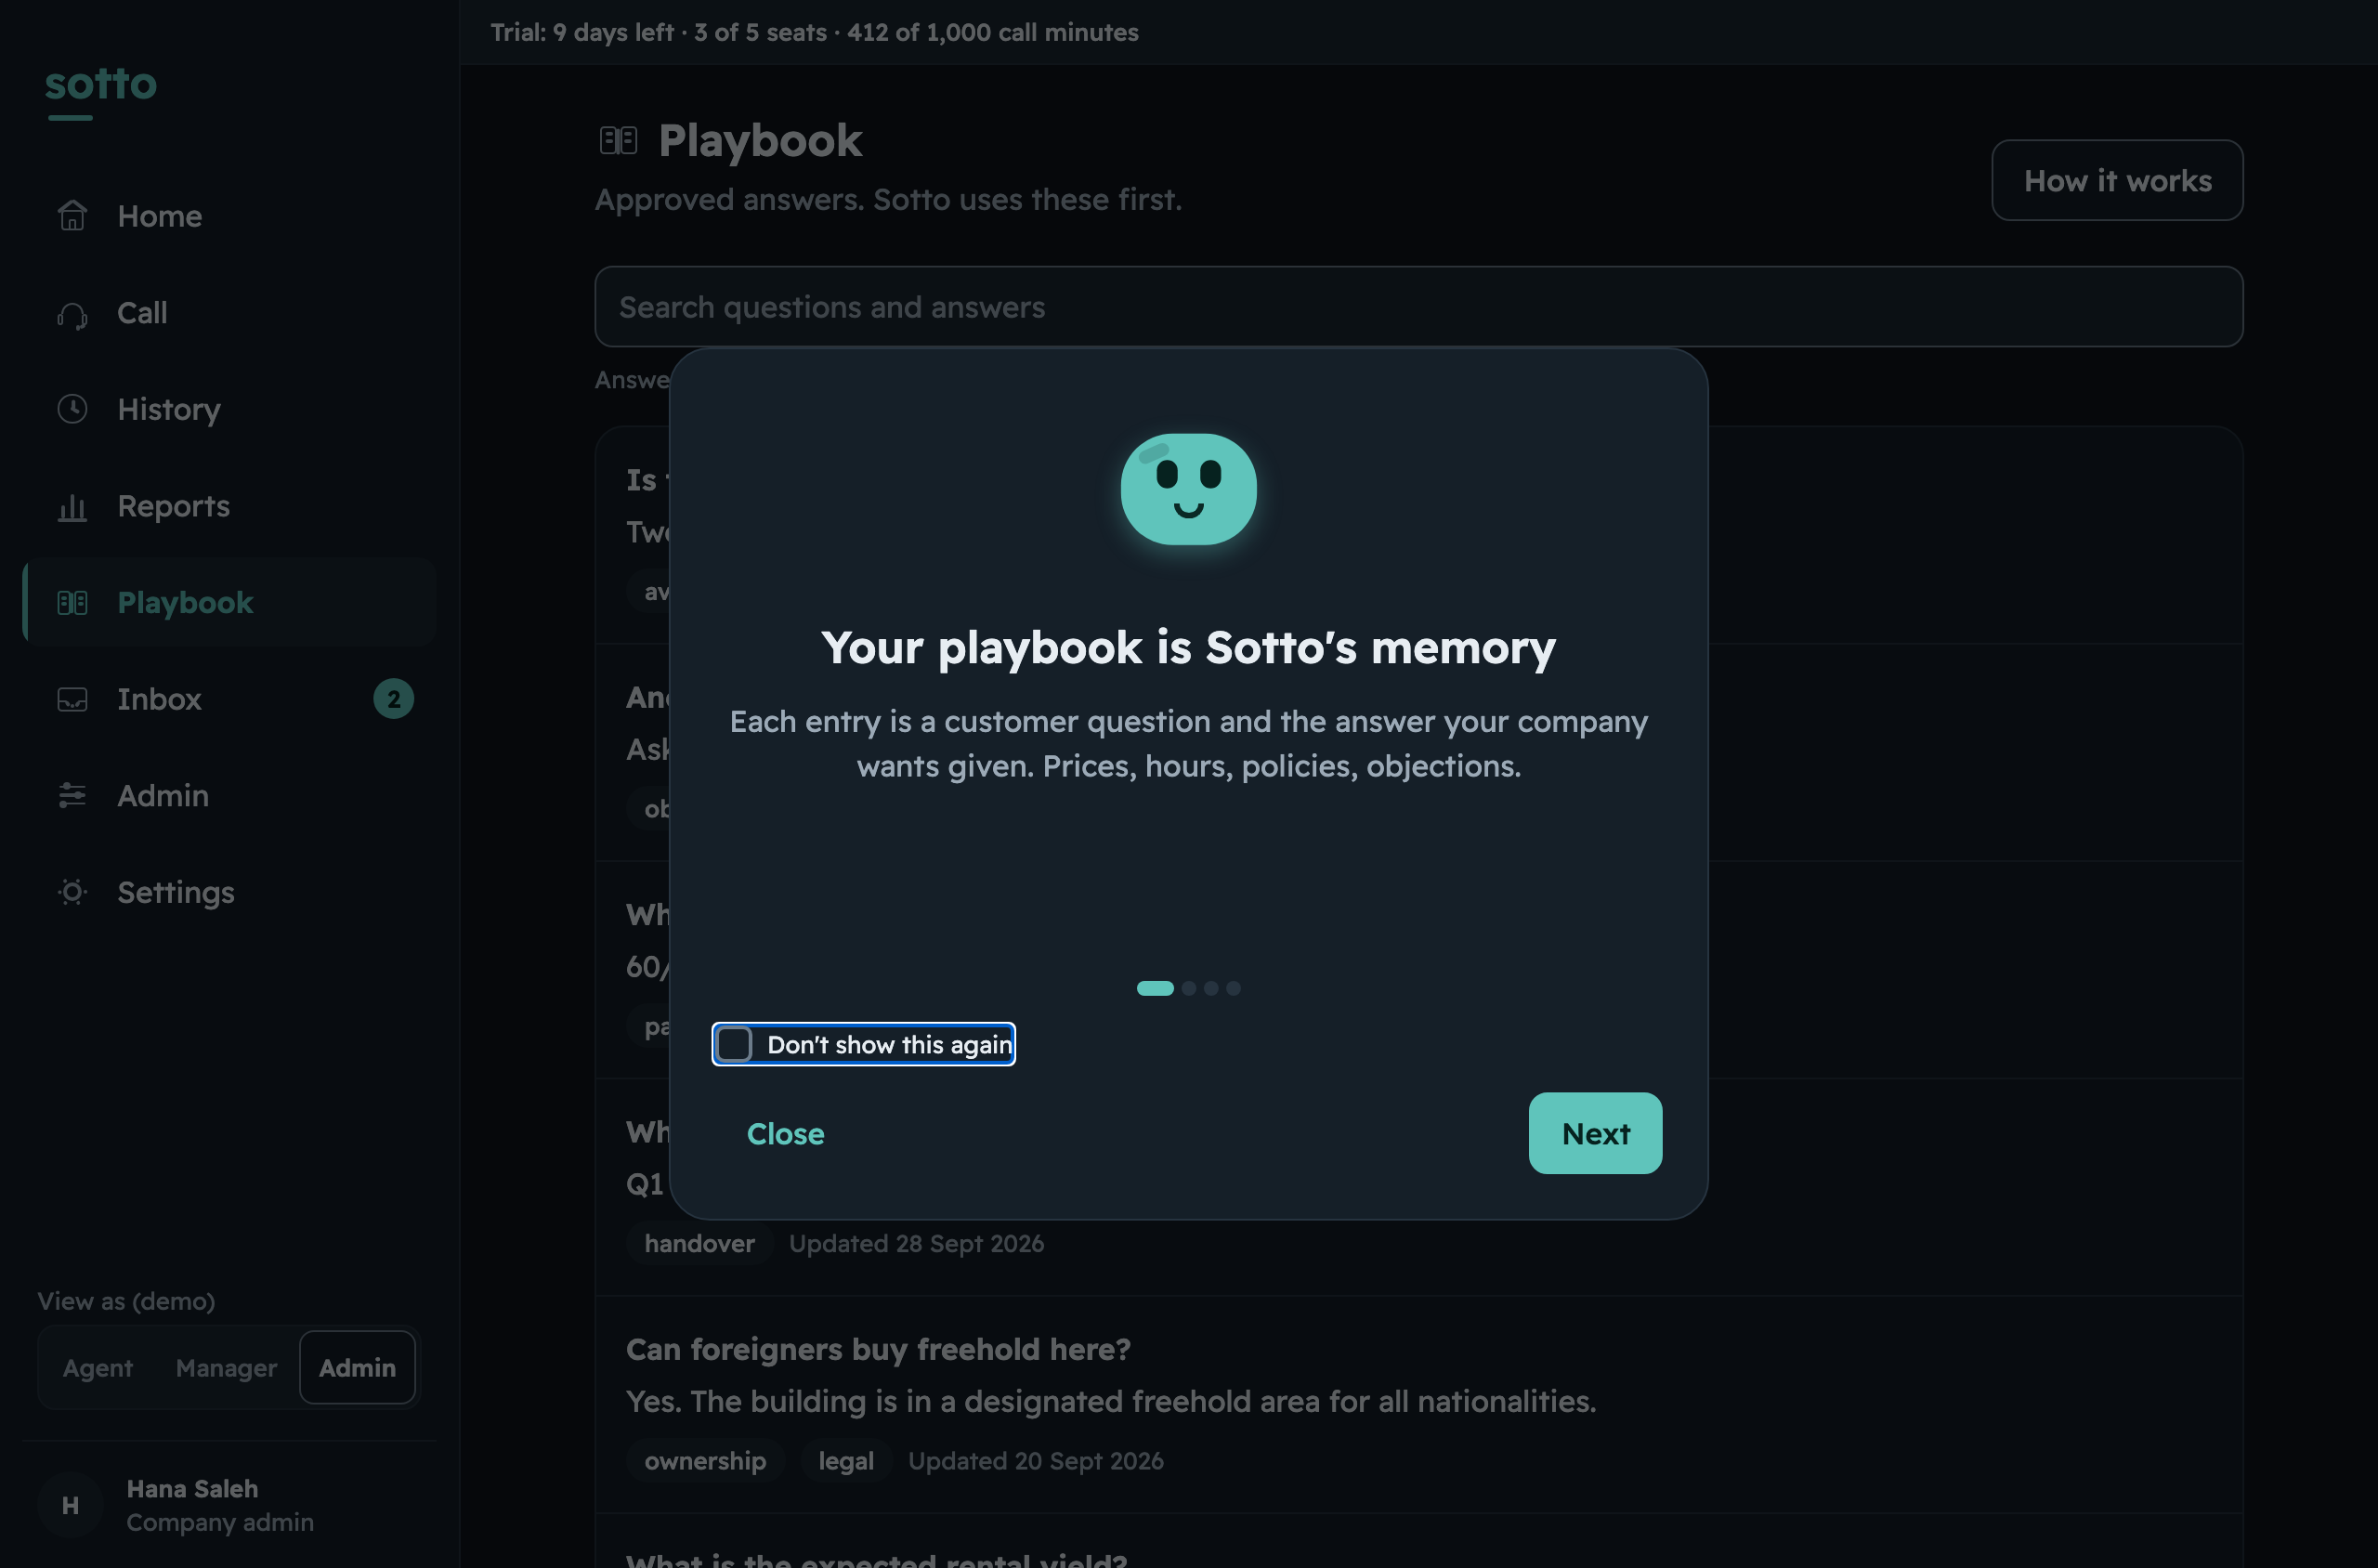 Trial: 9 days left · 3 of 5 seats · 412 of 1,000 call minutes
sotto
Home
Call
History
Reports
Playbook
Inbox 2
Admin
Settings
View as (demo)
Agent Manager Admin
H
Hana Saleh
Company admin
Playbook
Approved answers. Sotto uses these first.
How it works
Search questions and answers
Your playbook is Sotto's memory
Each entry is a customer question and the answer your company
wants given. Prices, hours, policies, objections.
Don't show this again
Close
Next
Is
Q1
handover Updated 28 Sept 2026
Can foreigners buy freehold here?
Yes. The building is in a designated freehold area for all nationalities.
ownership legal Updated 20 Sept 2026
What is the expected rental yield?